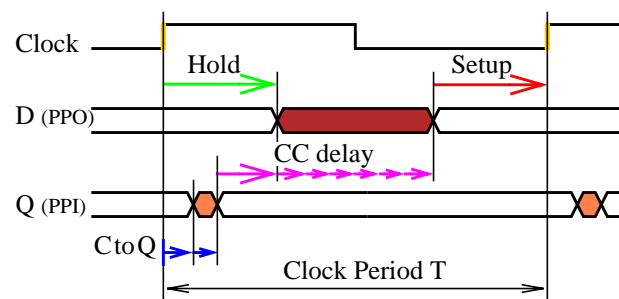 Clock
Hold
Setup
D (PPO)
CC delay
Q (PPI)
C to Q
Clock Period T